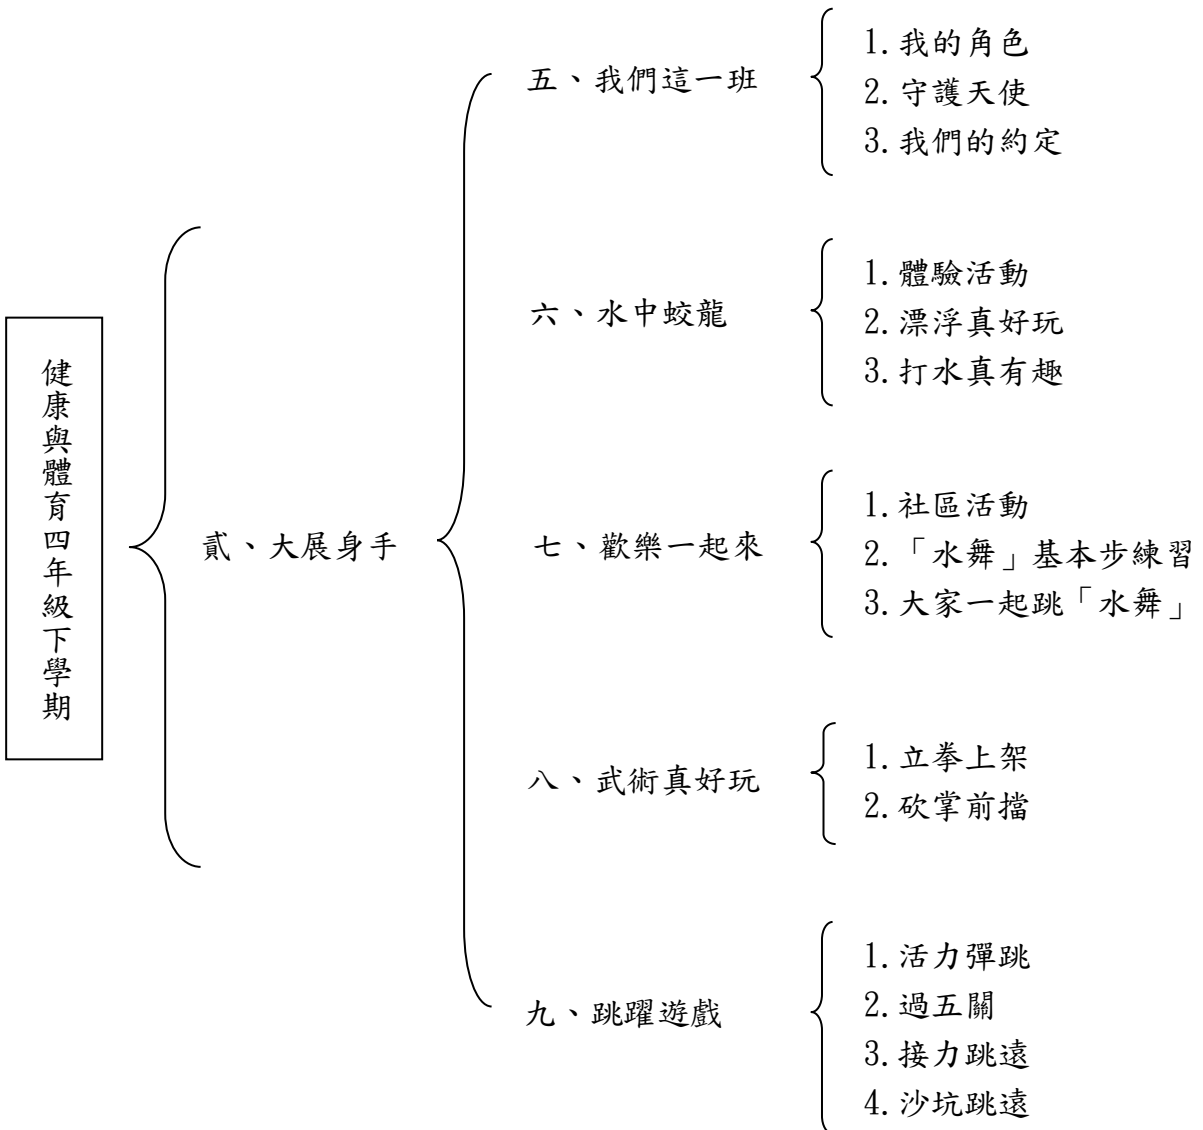 健康與體育四年級下學期
貳、大展身手
五、我們這一班
1.我的角色
2.守護天使
3.我們的約定
六、水中蛟龍
1.體驗活動
2.漂浮真好玩
3.打水真有趣
七、歡樂一起來
1.社區活動
2.「水舞」基本步練習
3.大家一起跳「水舞」
八、武術真好玩
1.立拳上架
2.砍掌前擋
九、跳躍遊戲
1.活力彈跳
2.過五關
3.接力跳遠
4.沙坑跳遠